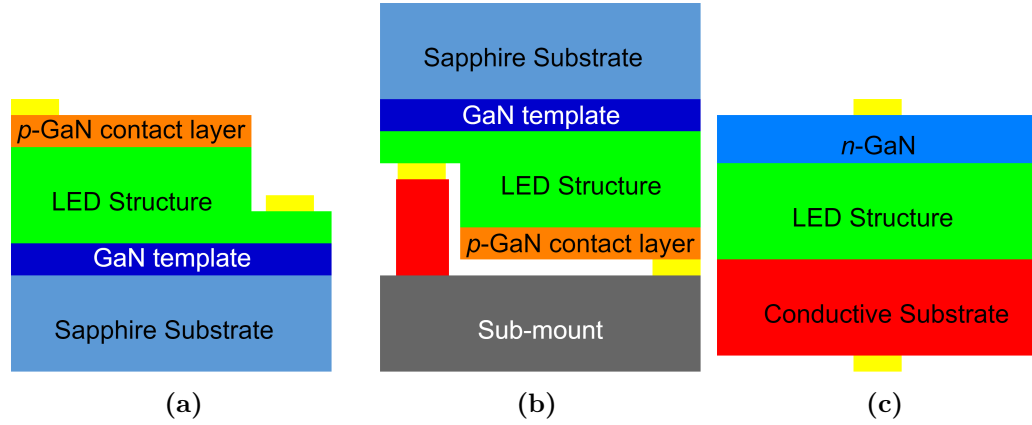 p-GaN contact layer
LED Structure
GaN template
Sapphire Substrate
(a)
Sapphire Substrate
GaN template
LED Structure
p-GaN contact layer
Sub-mount
(b)
n-GaN
LED Structure
Conductive Substrate
(c)